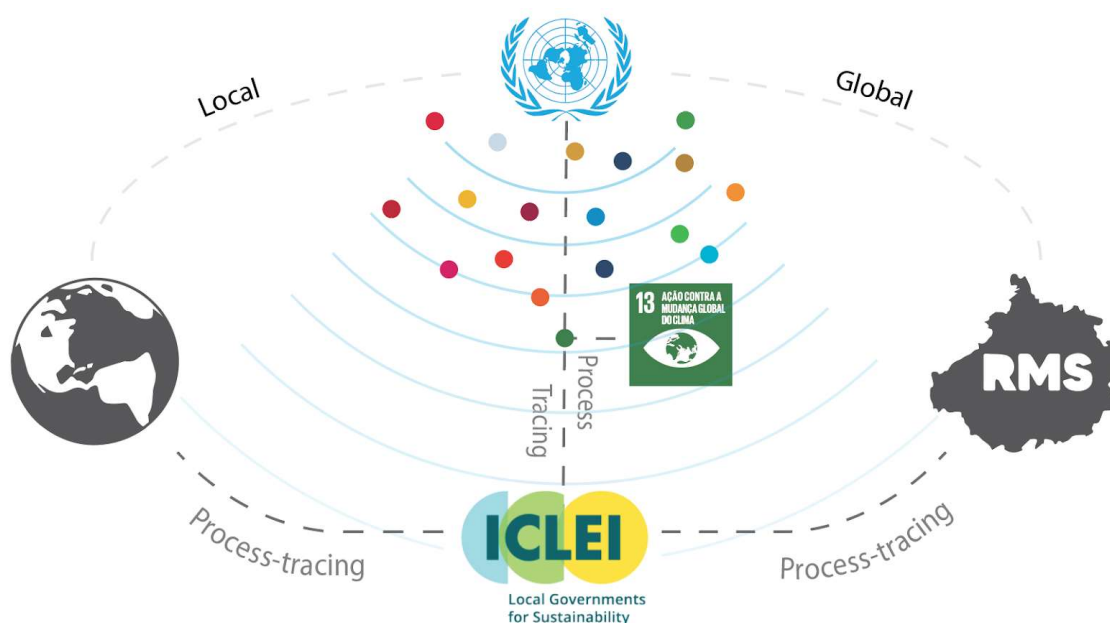 Local
Global
13 AÇÃO CONTRA A
MUDANÇA GLOBAL
DO CLIMA
Process
Tracing
RMS
Process-tracing
ICLEI
Process-tracing
Local Governments
for Sustainability